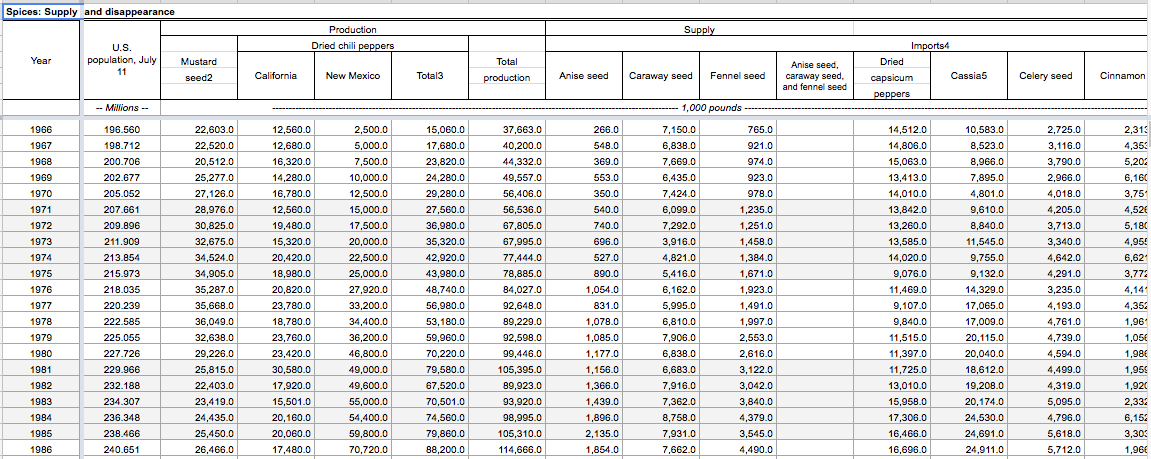 Spices: Supply and disappearance
Production Supply
U.S. Dried chili peppers Imports4
Year population, July 11 Mustard seed2 California New Mexico Total3 Total production Anise seed Caraway seed Fennel seed Anise seed, caraway seed, and fennel seed Dried capsicum peppers Cassia5 Celery seed Cinnamon
-- Millions -- 1,000 pounds
1966 196.560 22,603.0 12,560.0 2,500.0 15,060.0 37,663.0 266.0 7,150.0 765.0 14,512.0 10,583.0 2,725.0 2,313
1967 198.712 22,520.0 12,680.0 5,000.0 17,680.0 40,200.0 548.0 6,838.0 921.0 14,806.0 8,523.0 3,116.0 4,353
1968 200.706 20,512.0 16,320.0 7,500.0 23,820.0 44,332.0 369.0 7,669.0 974.0 15,063.0 8,966.0 3,790.0 5,202
1969 202.677 25,277.0 14,280.0 10,000.0 24,280.0 49,557.0 553.0 6,435.0 923.0 13,413.0 7,895.0 2,966.0 6,160
1970 205.052 27,126.0 16,780.0 12,500.0 29,280.0 56,406.0 350.0 7,424.0 978.0 14,010.0 4,801.0 4,018.0 3,751
1971 207.661 28,976.0 12,560.0 15,000.0 27,560.0 56,536.0 540.0 6,099.0 1,235.0 13,842.0 9,610.0 4,205.0 4,526
1972 209.896 30,825.0 19,480.0 17,500.0 36,980.0 67,805.0 740.0 7,292.0 1,251.0 13,260.0 8,840.0 3,713.0 5,180
1973 211.909 32,675.0 15,320.0 20,000.0 35,320.0 67,995.0 696.0 3,916.0 1,458.0 13,585.0 11,545.0 3,340.0 4,955
1974 213.854 34,524.0 20,420.0 22,500.0 42,920.0 77,444.0 527.0 4,821.0 1,384.0 14,020.0 9,755.0 4,642.0 6,621
1975 215.973 34,905.0 18,980.0 25,000.0 43,980.0 78,885.0 890.0 5,416.0 1,671.0 9,076.0 9,132.0 4,291.0 3,772
1976 218.035 35,287.0 20,820.0 27,920.0 48,740.0 84,027.0 1,054.0 6,162.0 1,923.0 11,469.0 14,329.0 3,235.0 4,141
1977 220.239 35,668.0 23,780.0 33,200.0 56,980.0 92,648.0 831.0 5,995.0 1,491.0 9,107.0 17,065.0 4,193.0 4,352
1978 222.585 36,049.0 18,780.0 34,400.0 53,180.0 89,229.0 1,078.0 6,810.0 1,997.0 9,840.0 17,009.0 4,761.0 1,961
1979 225.055 32,638.0 23,760.0 36,200.0 59,960.0 92,598.0 1,085.0 7,906.0 2,553.0 11,515.0 20,115.0 4,739.0 1,056
1980 227.726 29,226.0 23,420.0 46,800.0 70,220.0 99,446.0 1,177.0 6,838.0 2,616.0 11,397.0 20,040.0 4,594.0 1,986
1981 229.966 25,815.0 30,580.0 49,000.0 79,580.0 105,395.0 1,156.0 6,683.0 3,122.0 11,725.0 18,612.0 4,499.0 1,959
1982 232.188 22,403.0 17,920.0 49,600.0 67,520.0 89,923.0 1,366.0 7,916.0 3,042.0 13,010.0 19,208.0 4,319.0 1,920
1983 234.307 23,419.0 15,501.0 55,000.0 70,501.0 93,920.0 1,439.0 7,362.0 3,840.0 15,958.0 20,174.0 5,095.0 2,332
1984 236.348 24,435.0 20,160.0 54,400.0 74,560.0 98,995.0 1,896.0 8,758.0 4,379.0 17,306.0 24,530.0 4,796.0 6,152
1985 238.466 25,450.0 20,060.0 59,800.0 79,860.0 105,310.0 2,135.0 7,931.0 3,545.0 16,466.0 24,691.0 5,618.0 3,303
1986 240.651 26,466.0 17,480.0 70,720.0 88,200.0 114,666.0 1,854.0 7,662.0 4,490.0 16,696.0 24,911.0 5,712.0 1,966